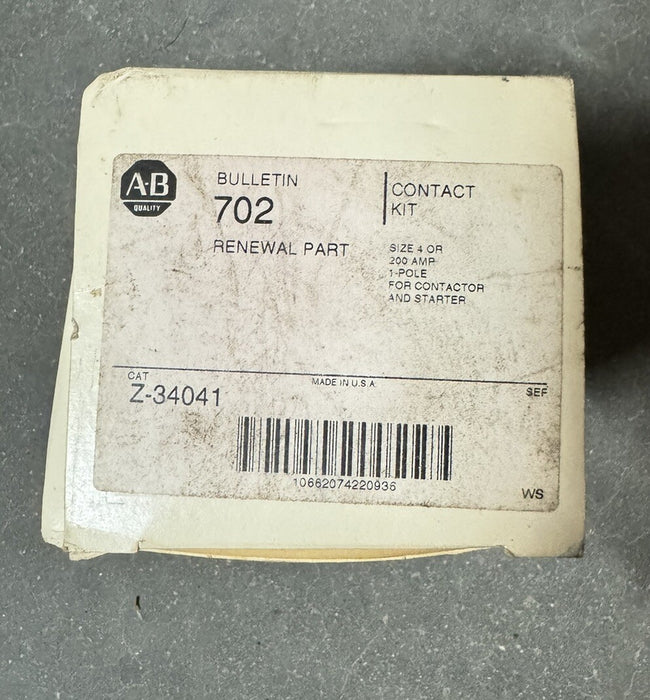 A-B
QUALITY
BULLETIN
702
RENEWAL PART
CONTACT
KIT
SIZE 4 OR
200 AMP
1-POLE
FOR CONTACTOR
AND STARTER
CAT
Z-34041
MADE IN U.S.A.
SEF
10662074220936
WS